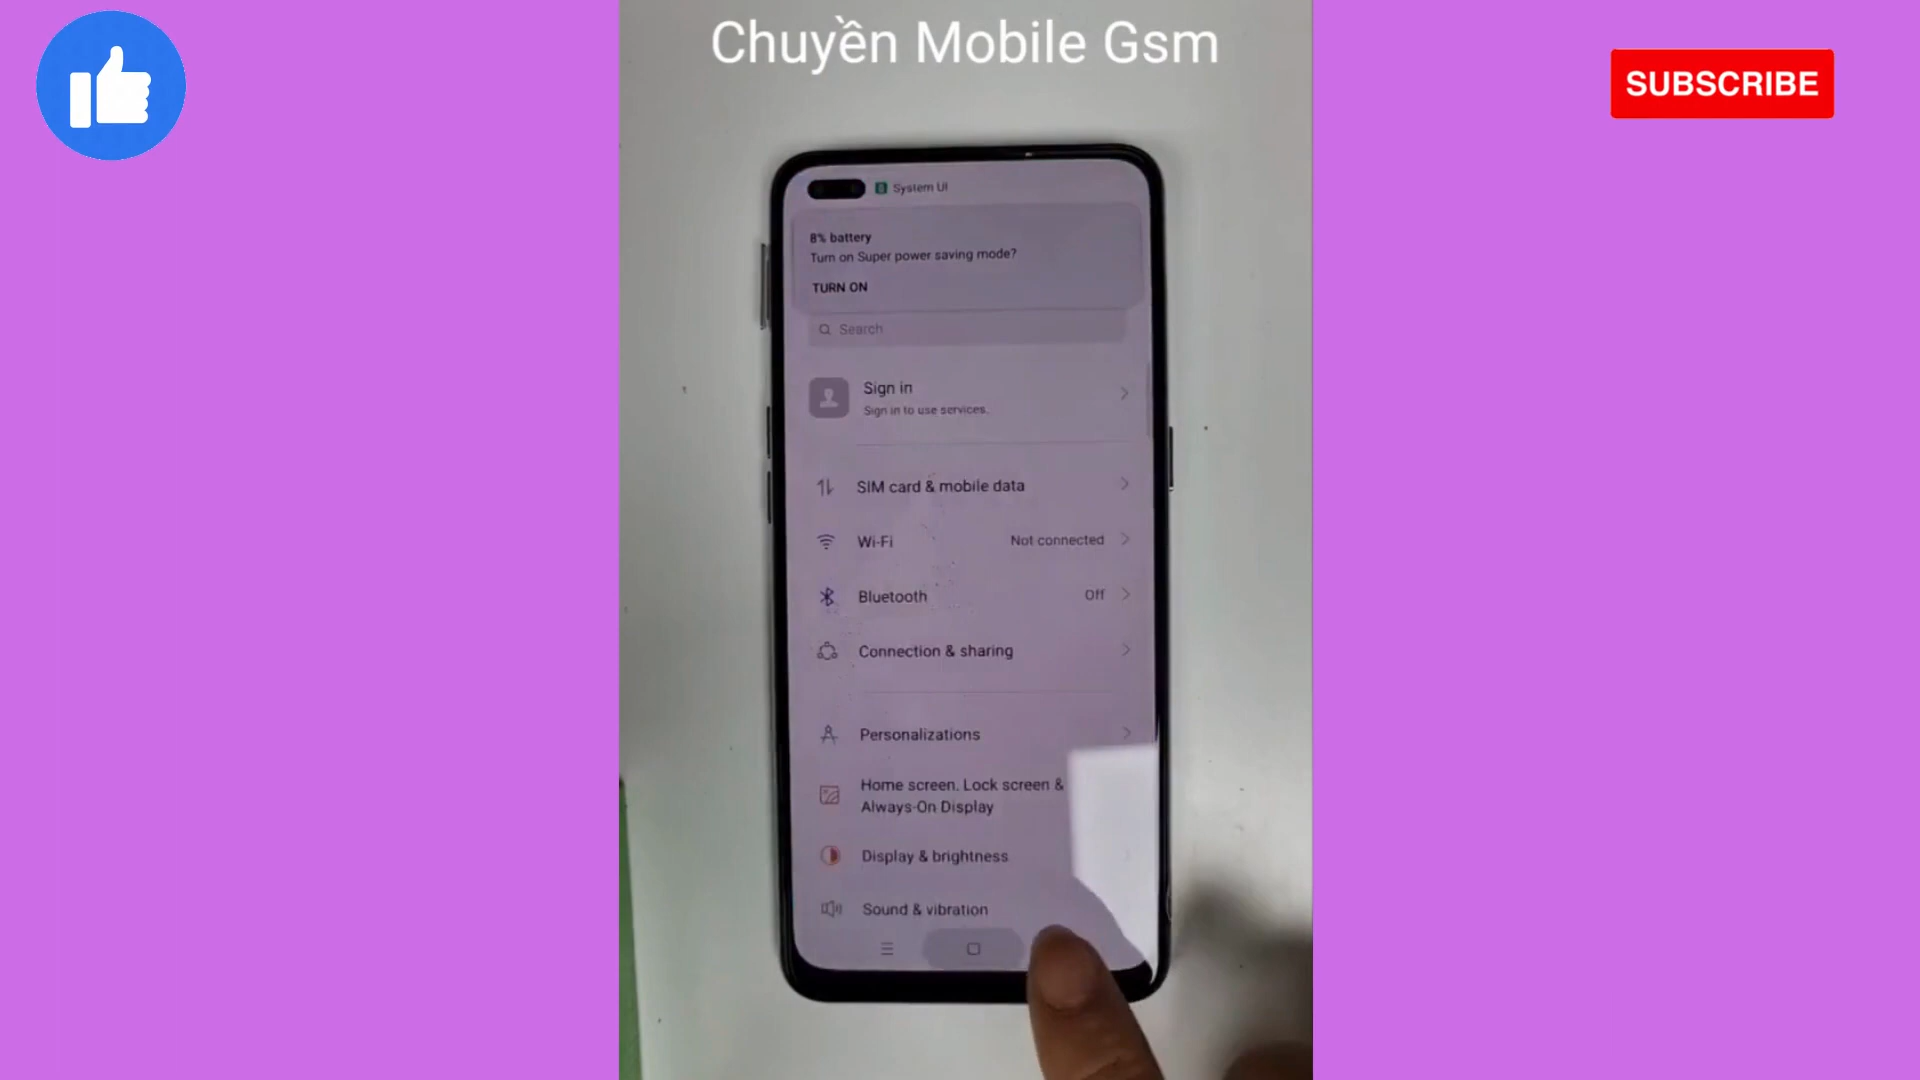 Chuyền Mobile Gsm
SUBSCRIBE
System UI
8% battery
Turn on Super power saving mode?
TURN ON
Search
Sign in
Sign in to use services.
SIM card & mobile data
Wi-Fi
Not connected
Bluetooth
Off
Connection & sharing
Personalizations
Home screen, Lock screen &
Always-On Display
Display & brightness
Sound & vibration